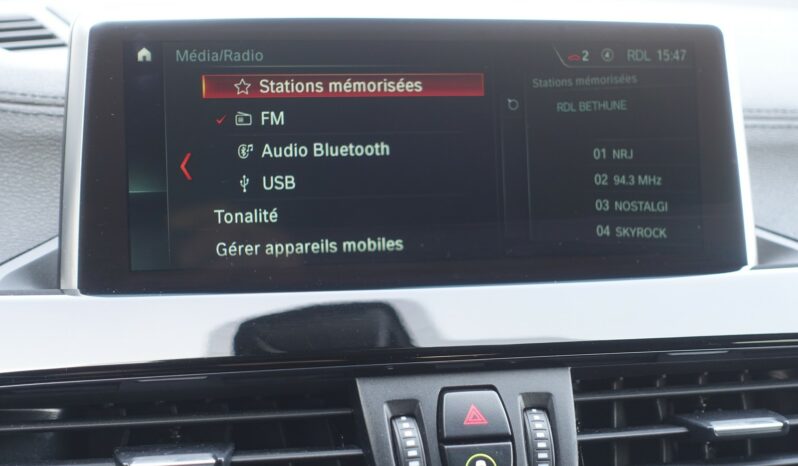 Média/Radio
2 4 RDL 15:47
Stations mémorisées
FM
Audio Bluetooth
USB
Tonalité
Gérer appareils mobiles
Stations mémorisées
RDL BETHUNE
01 NRJ
02 94.3 MHz
03 NOSTALGI
04 SKYROCK